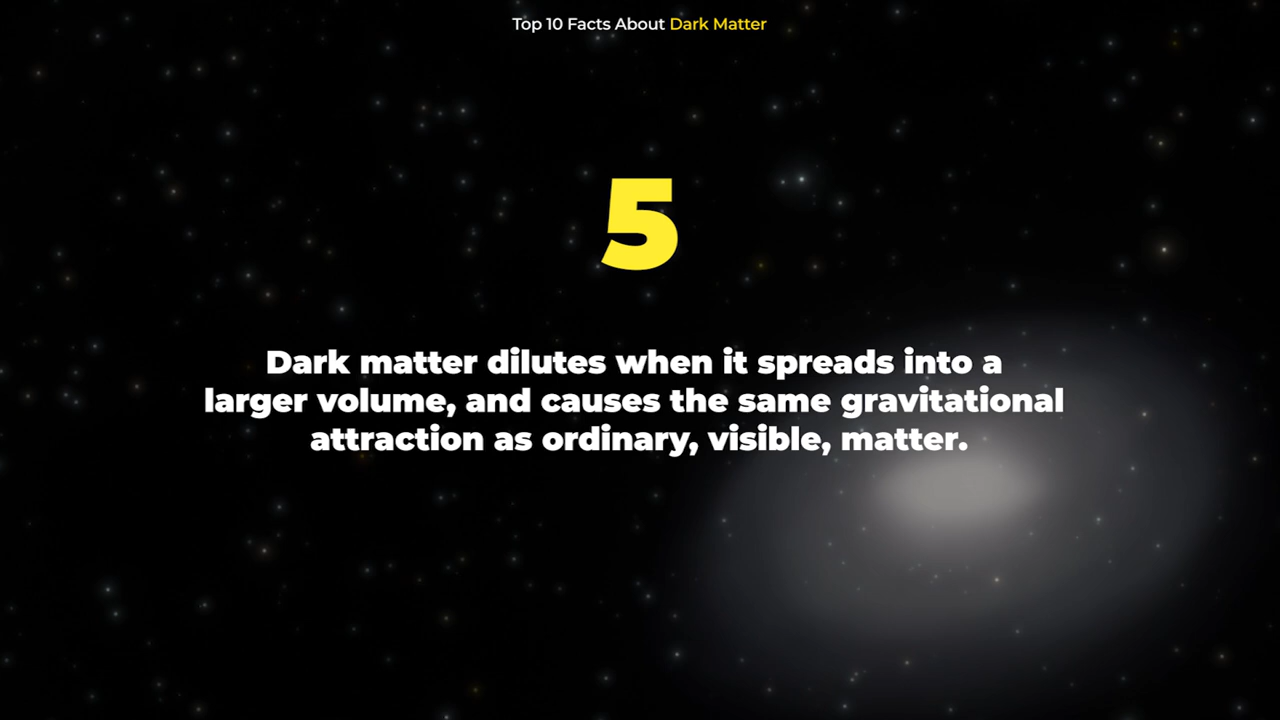 Top 10 Facts About Dark Matter
5
Dark matter dilutes when it spreads into a
larger volume, and causes the same gravitational
attraction as ordinary, visible, matter.